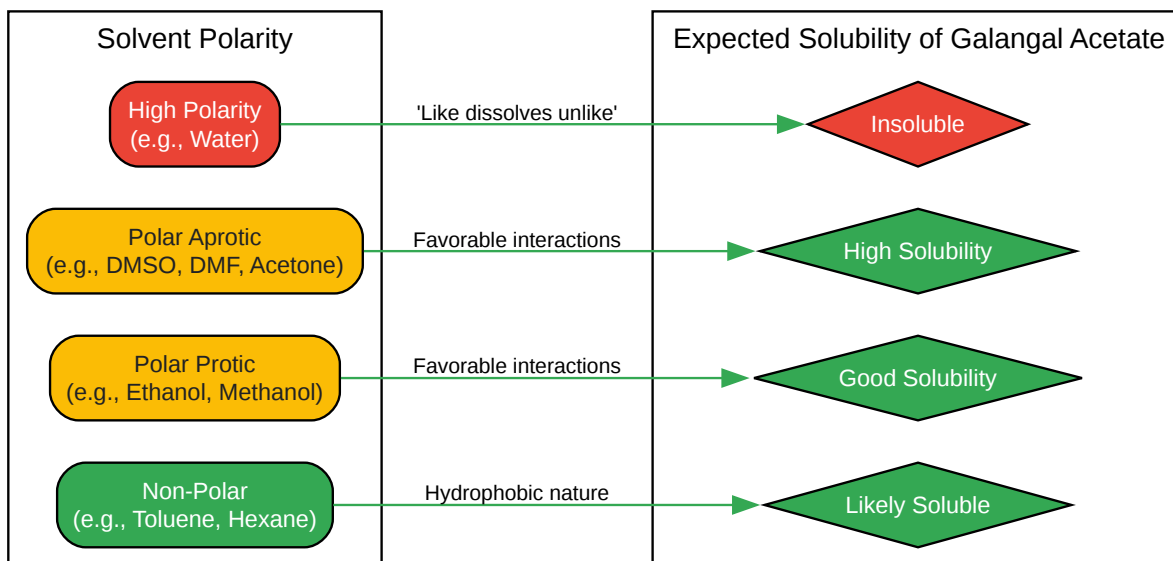 Solvent Polarity
Expected Solubility of Galangal Acetate
High Polarity
(e.g., Water)
'Like dissolves unlike'
Insoluble
Polar Aprotic
(e.g., DMSO, DMF, Acetone)
Favorable interactions
High Solubility
Polar Protic
(e.g., Ethanol, Methanol)
Favorable interactions
Good Solubility
Non-Polar
(e.g., Toluene, Hexane)
Hydrophobic nature
Likely Soluble